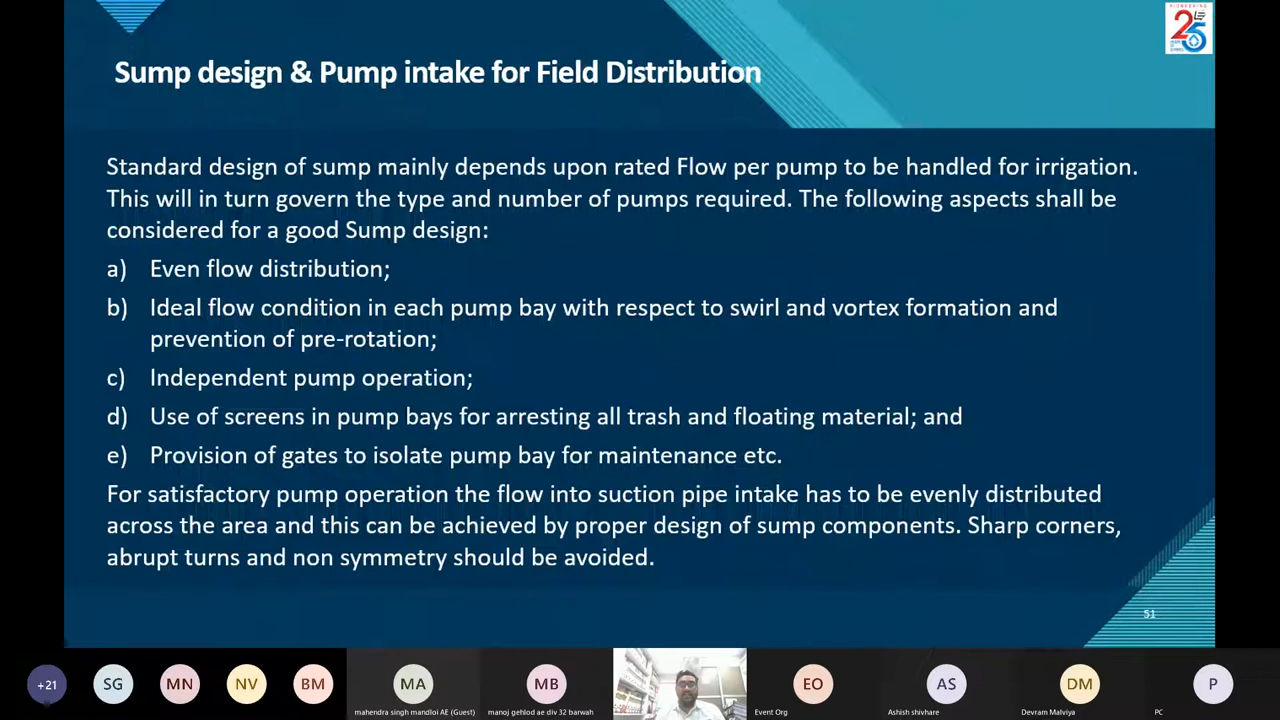 PIONEERING
25
Sump design & Pump intake for Field Distribution
Standard design of sump mainly depends upon rated Flow per pump to be handled for irrigation.
This will in turn govern the type and number of pumps required. The following aspects shall be
considered for a good Sump design:
a) Even flow distribution;
b) Ideal flow condition in each pump bay with respect to swirl and vortex formation and
prevention of pre-rotation;
c) Independent pump operation;
d) Use of screens in pump bays for arresting all trash and floating material; and
e) Provision of gates to isolate pump bay for maintenance etc.
For satisfactory pump operation the flow into suction pipe intake has to be evenly distributed
across the area and this can be achieved by proper design of sump components. Sharp corners,
abrupt turns and non symmetry should be avoided.
51
+21 SG MN NV BM MA MB EO AS DM P
mahendra singh mandloi AE (Guest) manoj gehlod ae div 32 barwah Event Org Ashish shivhare Devram Malviya PC